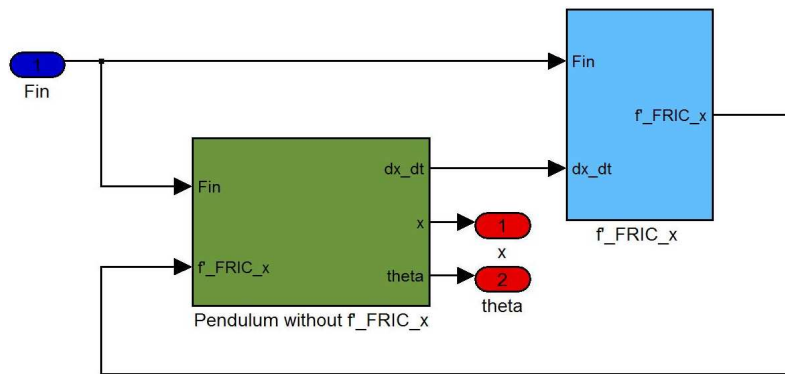 1
Fin
Fin
f'_FRIC_x
dx_dt
f'_FRIC_x
Fin
dx_dt
f'_FRIC_x
x
1
x
theta
2
theta
Pendulum without f'_FRIC_x